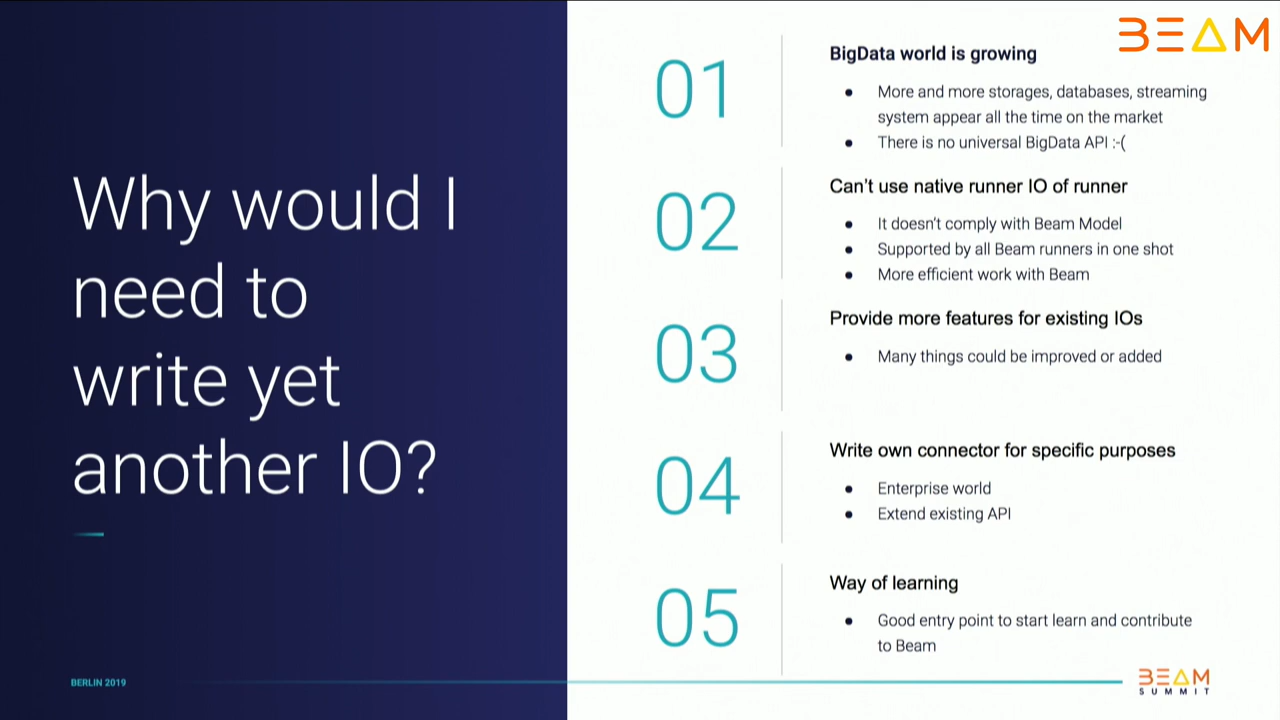 Why would I
need to
write yet
another IO?
BERLIN 2019
BEAM
01
BigData world is growing
● More and more storages, databases, streaming
system appear all the time on the market
● There is no universal BigData API :-(
02
Can't use native runner IO of runner
● It doesn't comply with Beam Model
● Supported by all Beam runners in one shot
● More efficient work with Beam
03
Provide more features for existing IOs
● Many things could be improved or added
04
Write own connector for specific purposes
● Enterprise world
● Extend existing API
05
Way of learning
● Good entry point to start learn and contribute
to Beam
BEAM
SUMMIT